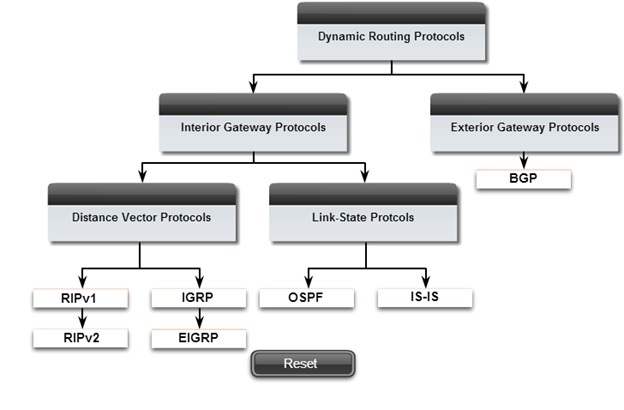 Dynamic Routing Protocols
Interior Gateway Protocols
Exterior Gateway Protocols
BGP
Distance Vector Protocols
Link-State Protcols
RIPv1
IGRP
OSPF
IS-IS
RIPv2
EIGRP
Reset